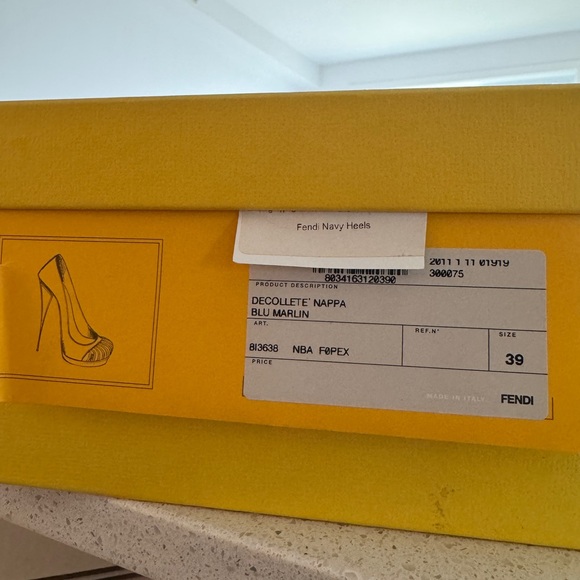 Fendi Navy Heels
2011 1 11 01919
8034163120390
300075
PRODUCT DESCRIPTION
DECOLLETE' NAPPA
BLU MARLIN
ART.
REF.N°
SIZE
8I3638 NBA F0PEX
39
PRICE
MADE IN ITALY
FENDI